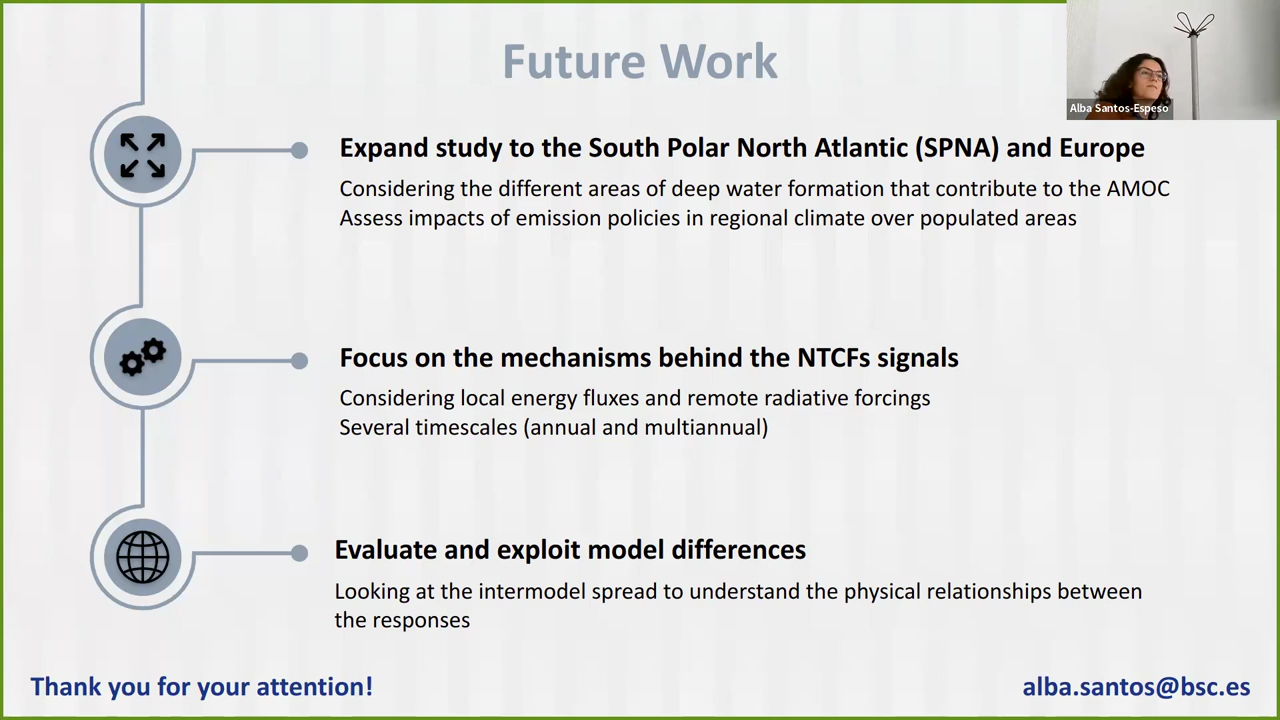 Future Work
Alba Santos-Espeso
Expand study to the South Polar North Atlantic (SPNA) and Europe
Considering the different areas of deep water formation that contribute to the AMOC
Assess impacts of emission policies in regional climate over populated areas
Focus on the mechanisms behind the NTCFs signals
Considering local energy fluxes and remote radiative forcings
Several timescales (annual and multiannual)
Evaluate and exploit model differences
Looking at the intermodel spread to understand the physical relationships between
the responses
Thank you for your attention!
alba.santos@bsc.es